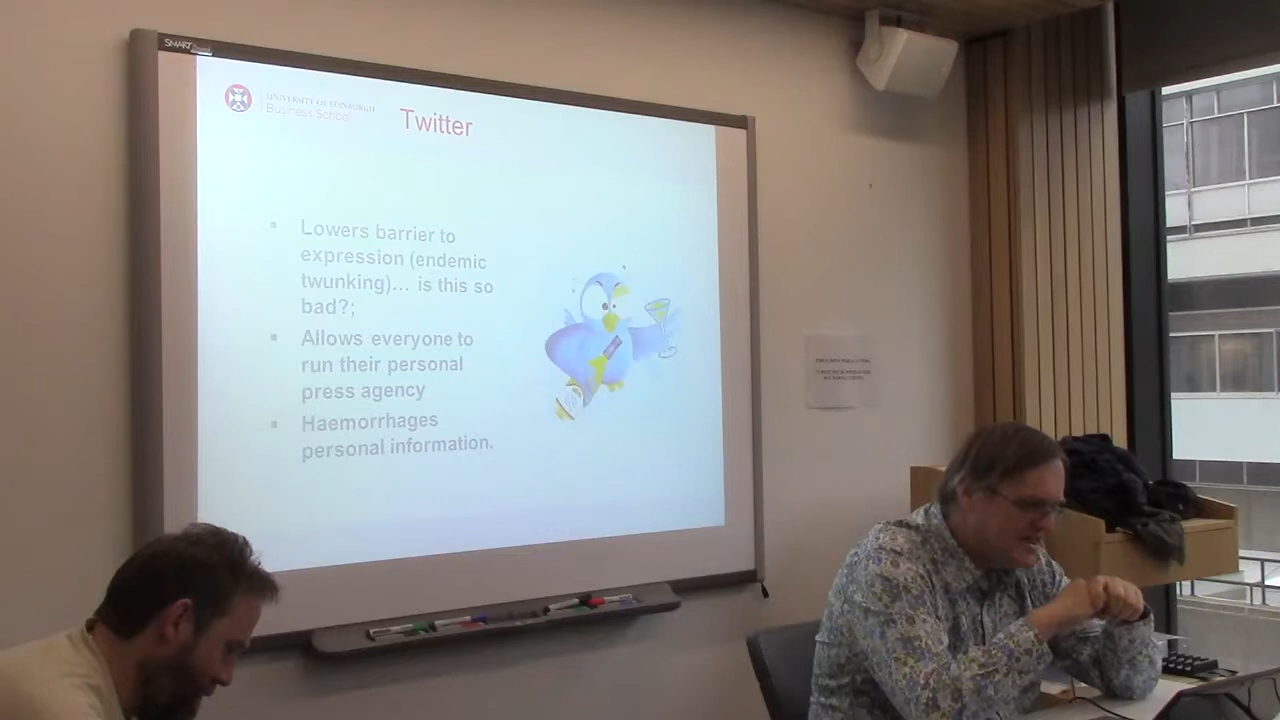 SMART
UNIVERSITY OF EDINBURGH
Business School
Twitter
Lowers barrier to
expression (endemic
twunking)... is this so
bad?;
Allows everyone to
run their personal
press agency
Haemorrhages
personal information.